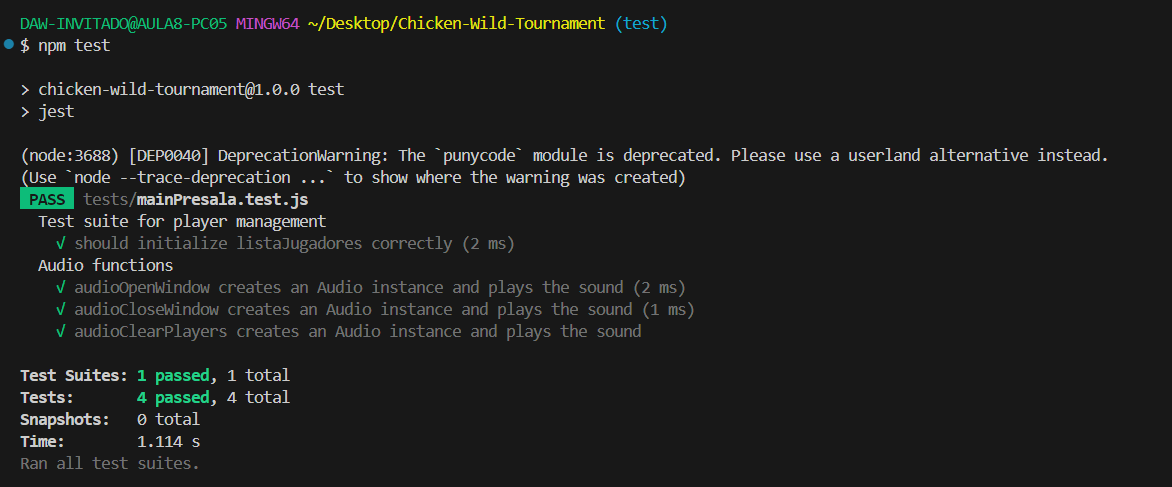 DAW-INVITADO@AULA8-PC05 MINGW64 ~/Desktop/Chicken-Wild-Tournament (test)
$ npm test
> chicken-wild-tournament@1.0.0 test
> jest
(node:3688) [DEP0040] DeprecationWarning: The `punycode` module is deprecated. Please use a userland alternative instead.
(Use `node --trace-deprecation ...` to show where the warning was created)
PASS tests/mainPresala.test.js
Test suite for player management
√ should initialize listaJugadores correctly (2 ms)
Audio functions
√ audioOpenWindow creates an Audio instance and plays the sound (2 ms)
√ audioCloseWindow creates an Audio instance and plays the sound (1 ms)
√ audioClearPlayers creates an Audio instance and plays the sound
Test Suites: 1 passed, 1 total
Tests: 4 passed, 4 total
Snapshots: 0 total
Time: 1.114 s
Ran all test suites.